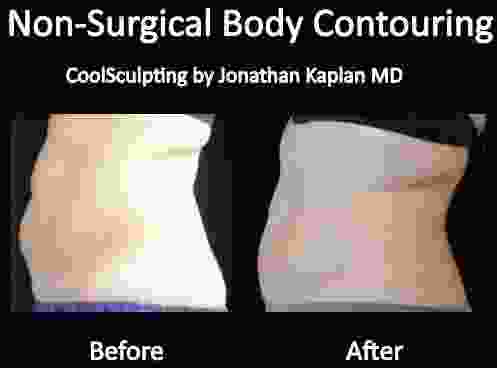 Non-Surgical Body Contouring
CoolSculpting by Jonathan Kaplan MD
Before
After